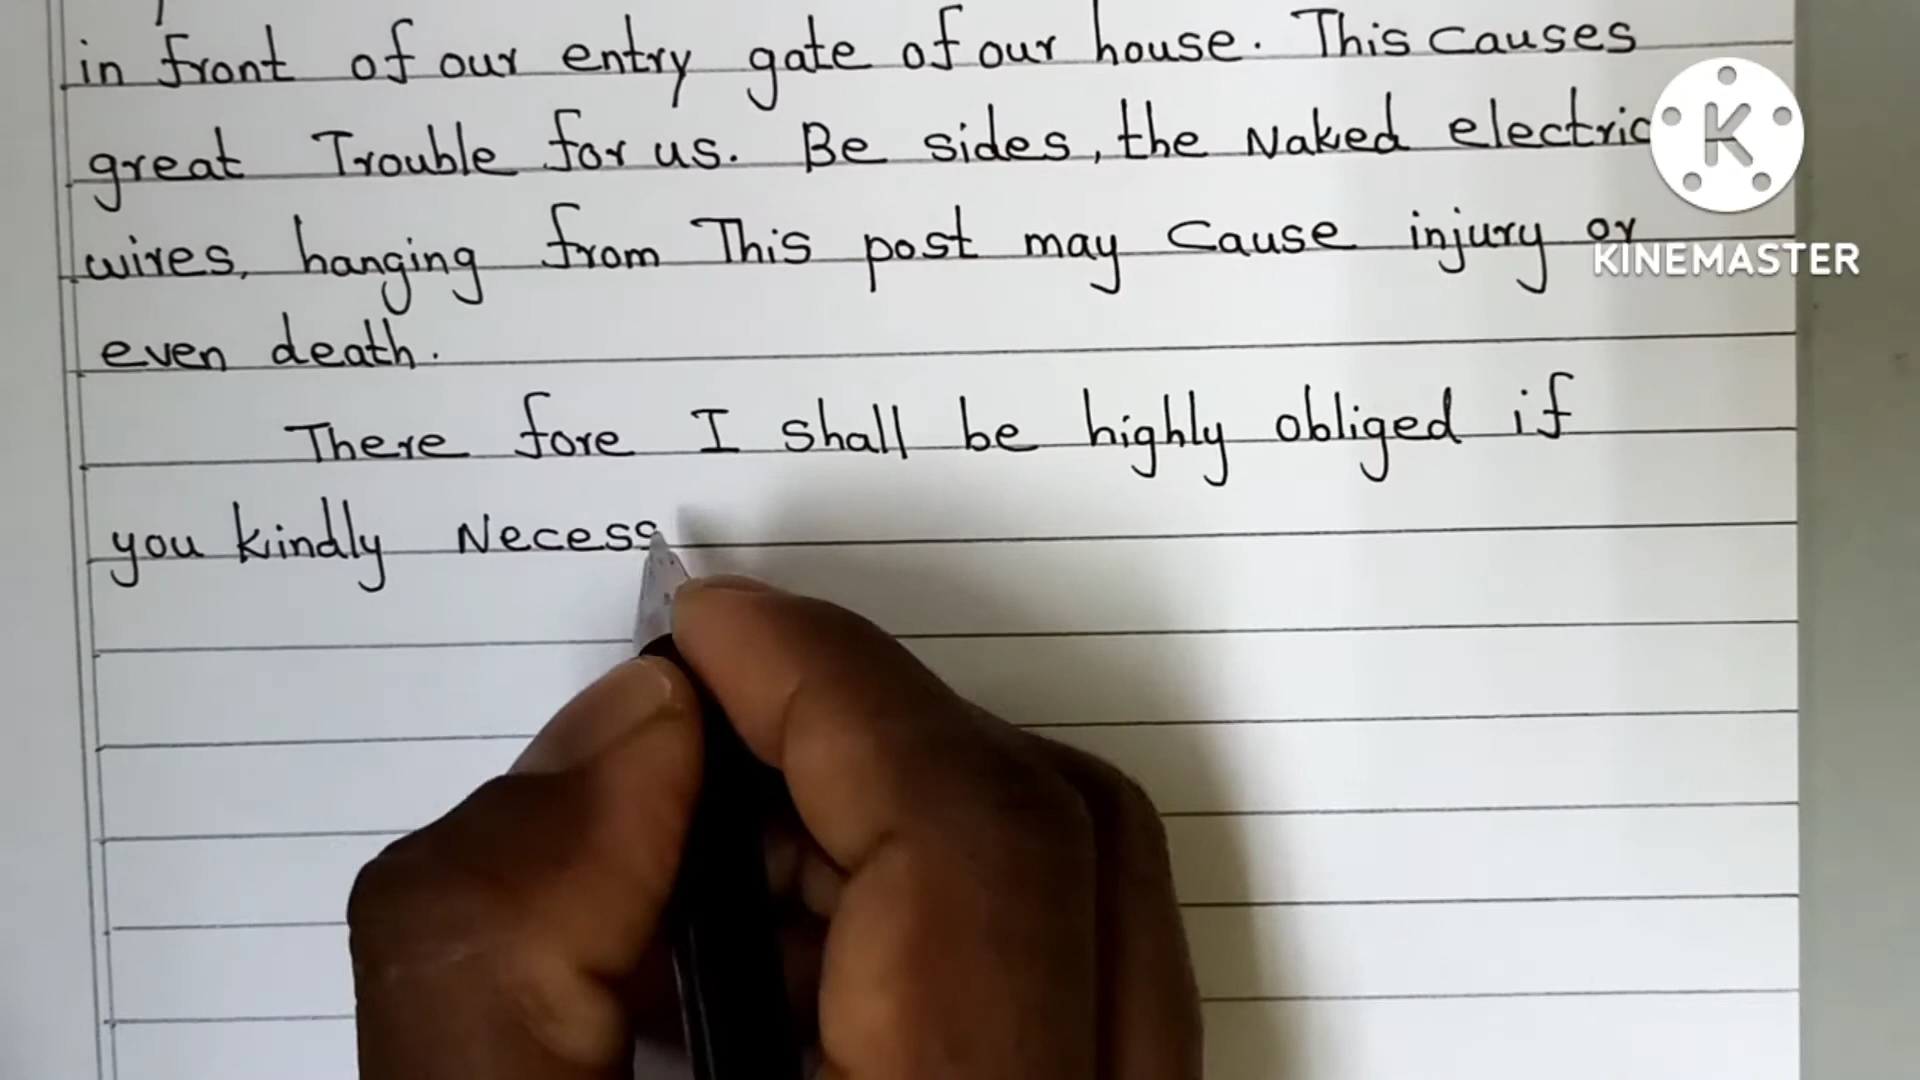 in front of our entry gate of our house. This causes
great Trouble for us. Be sides, the Naked electric
wires, hanging from This post may cause injury or
even death.
There fore I shall be highly obliged if
you kindly Necess
K
KINEMASTER